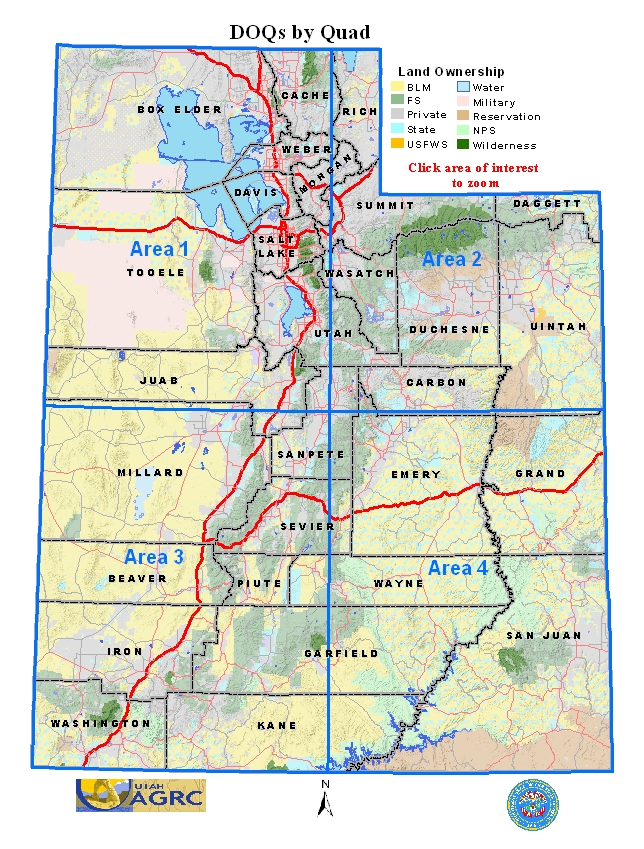 DOQs by Quad
Land Ownership
BLM
FS
Private
State
USFWS
Water
Military
Reservation
NPS
Wilderness
Click area of interest
to zoom
CACHE
RICH
BOX ELDER
WEBER
MORGAN
DAVIS
SUMMIT
DAGGETT
SALT
LAKE
Area 1
Area 2
TOOELE
WASATCH
UTAH
DUCHESNE
UINTAH
JUAB
CARBON
SANPETE
MILLARD
EMERY
GRAND
SEVIER
Area 3
Area 4
BEAVER
PIUTE
WAYNE
IRON
GARFIELD
SAN JUAN
WASHINGTON
KANE
UTAH
AGRC
N